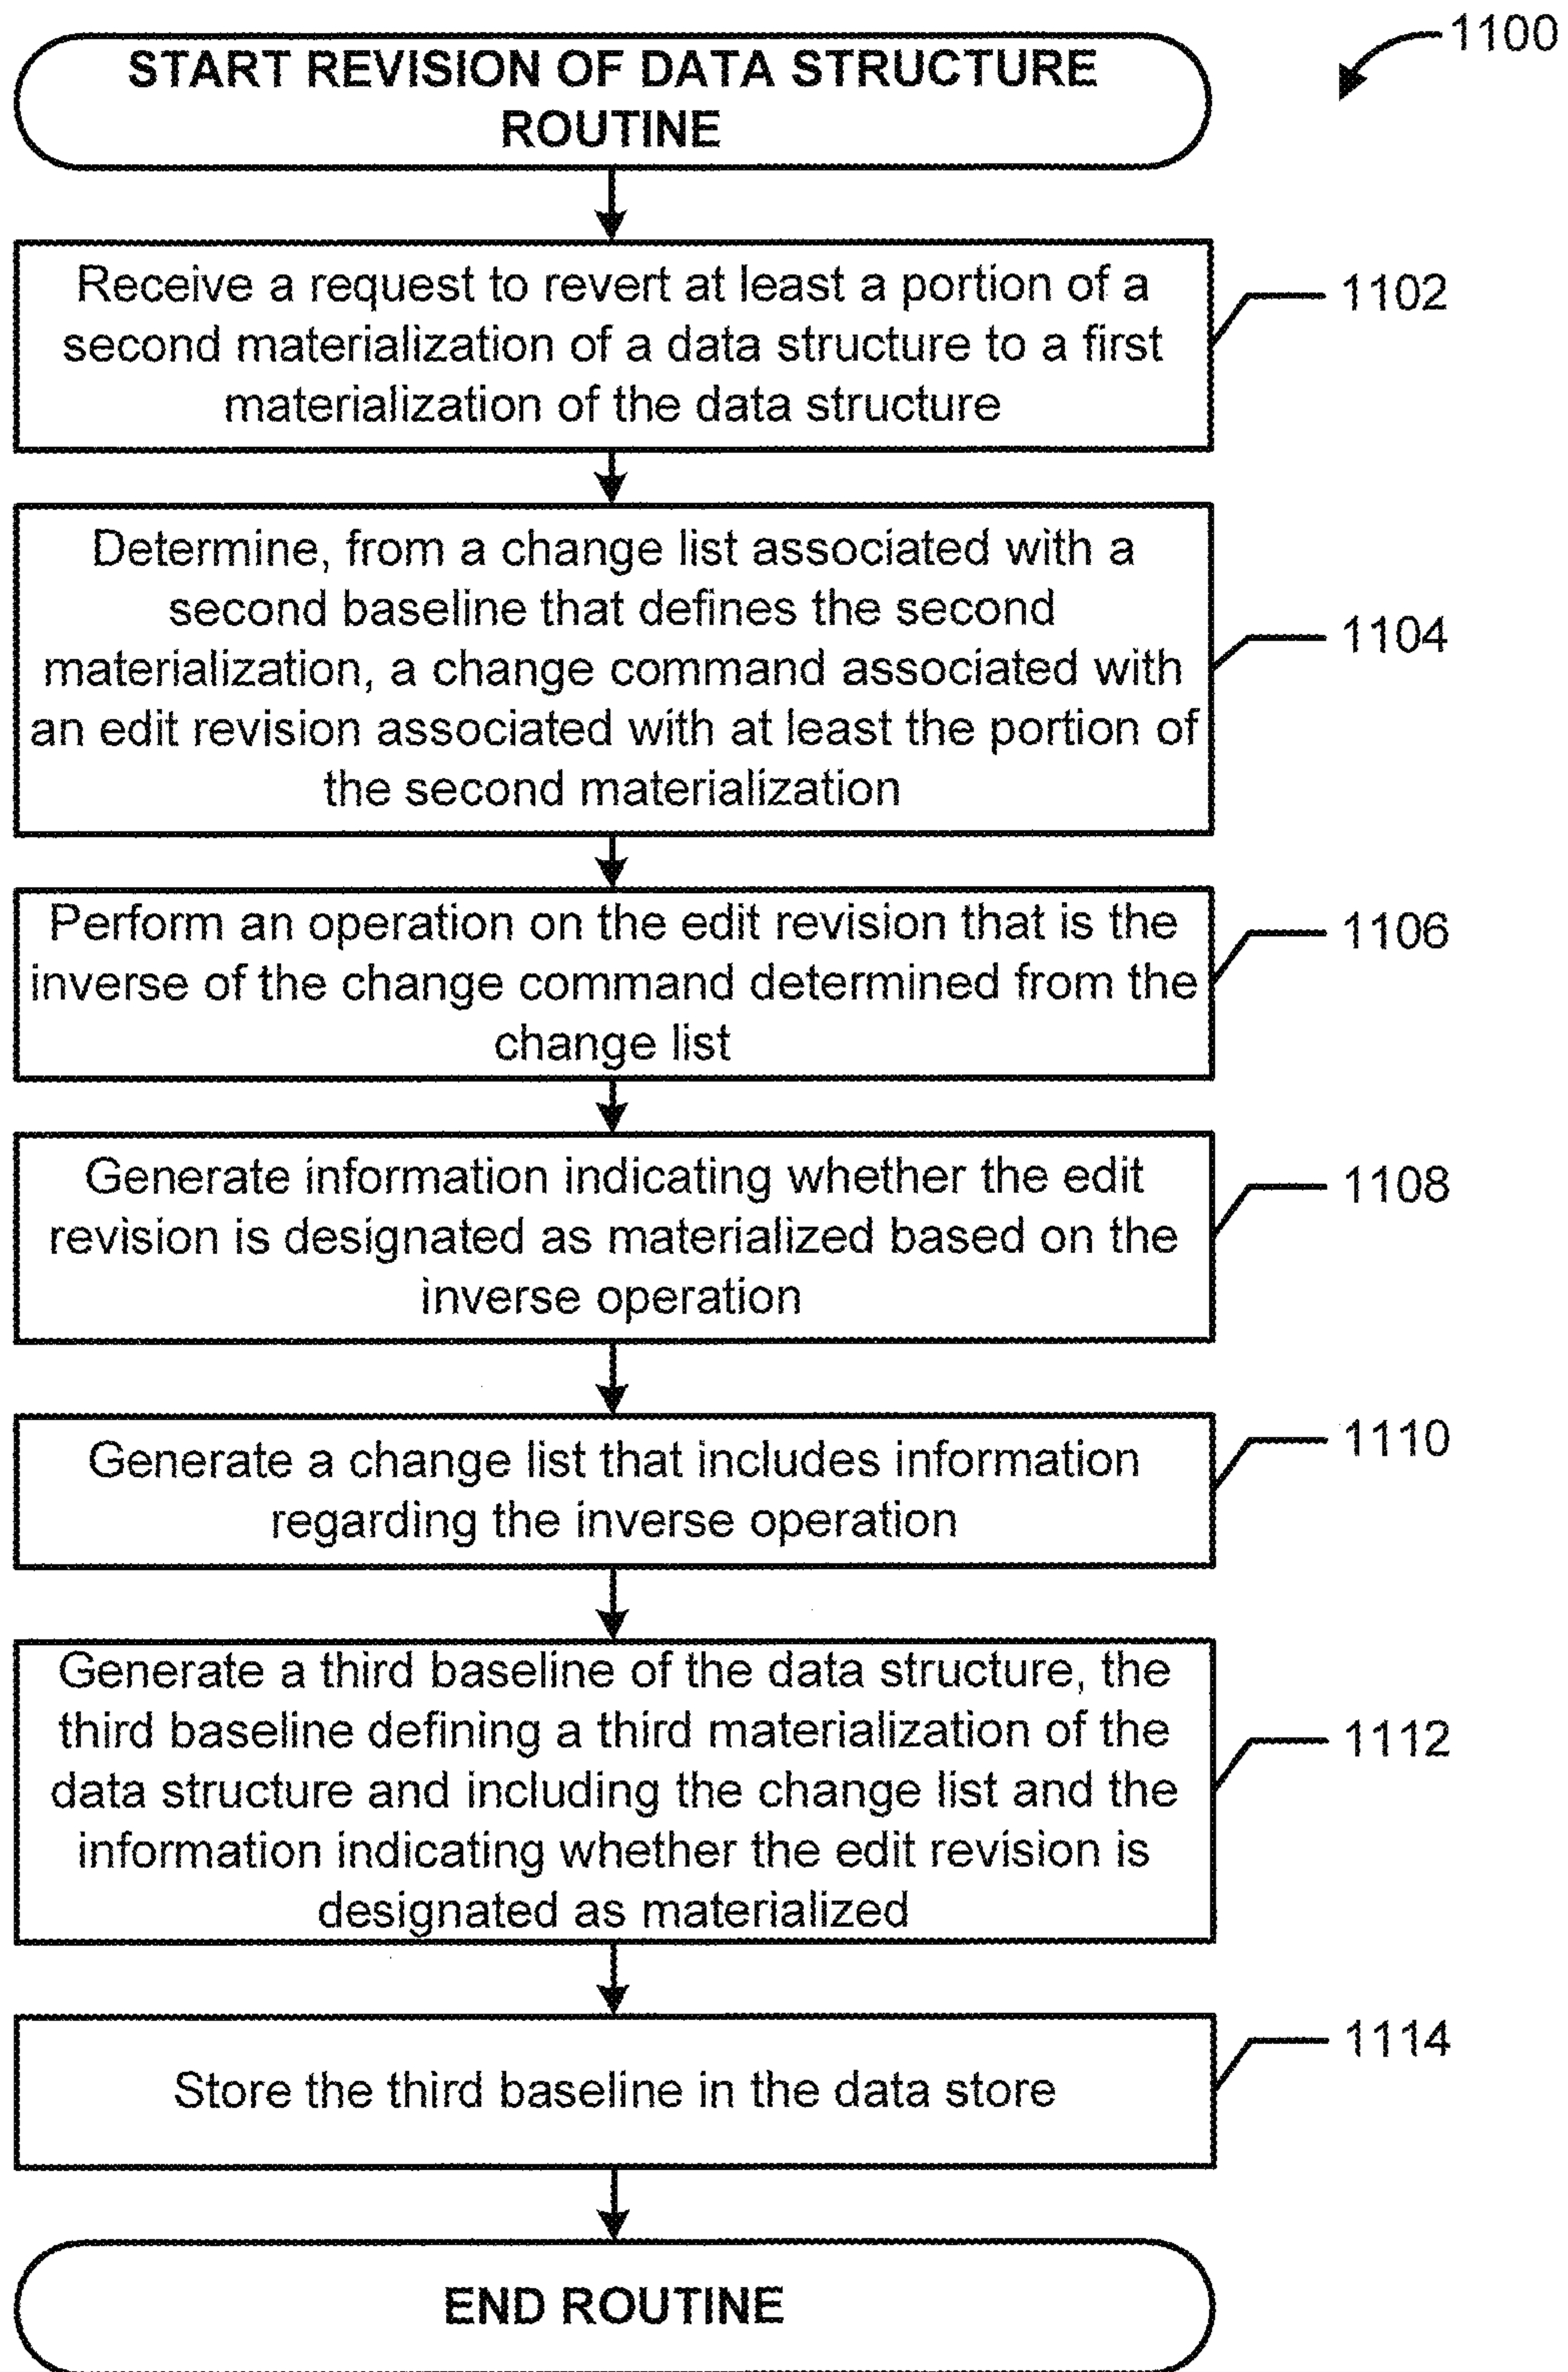 1100
START REVISION OF DATA STRUCTURE
ROUTINE
Receive a request to revert at least a portion of a
second materialization of a data structure to a first
materialization of the data structure
1102
Determine, from a change list associated with a
second baseline that defines the second
materialization, a change command associated with
an edit revision associated with at least the portion of
the second materialization
1104
Perform an operation on the edit revision that is the
inverse of the change command determined from the
change list
1106
Generate information indicating whether the edit
revision is designated as materialized based on the
inverse operation
1108
Generate a change list that includes information
regarding the inverse operation
1110
Generate a third baseline of the data structure, the
third baseline defining a third materialization of the
data structure and including the change list and the
information indicating whether the edit revision is
designated as materialized
1112
Store the third baseline in the data store
1114
END ROUTINE